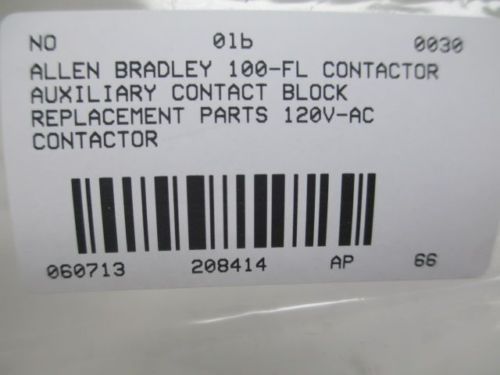 NO 01b 0030
ALLEN BRADLEY 100-FL CONTACTOR
AUXILIARY CONTACT BLOCK
REPLACEMENT PARTS 120V-AC
CONTACTOR
060713 208414 AP 66